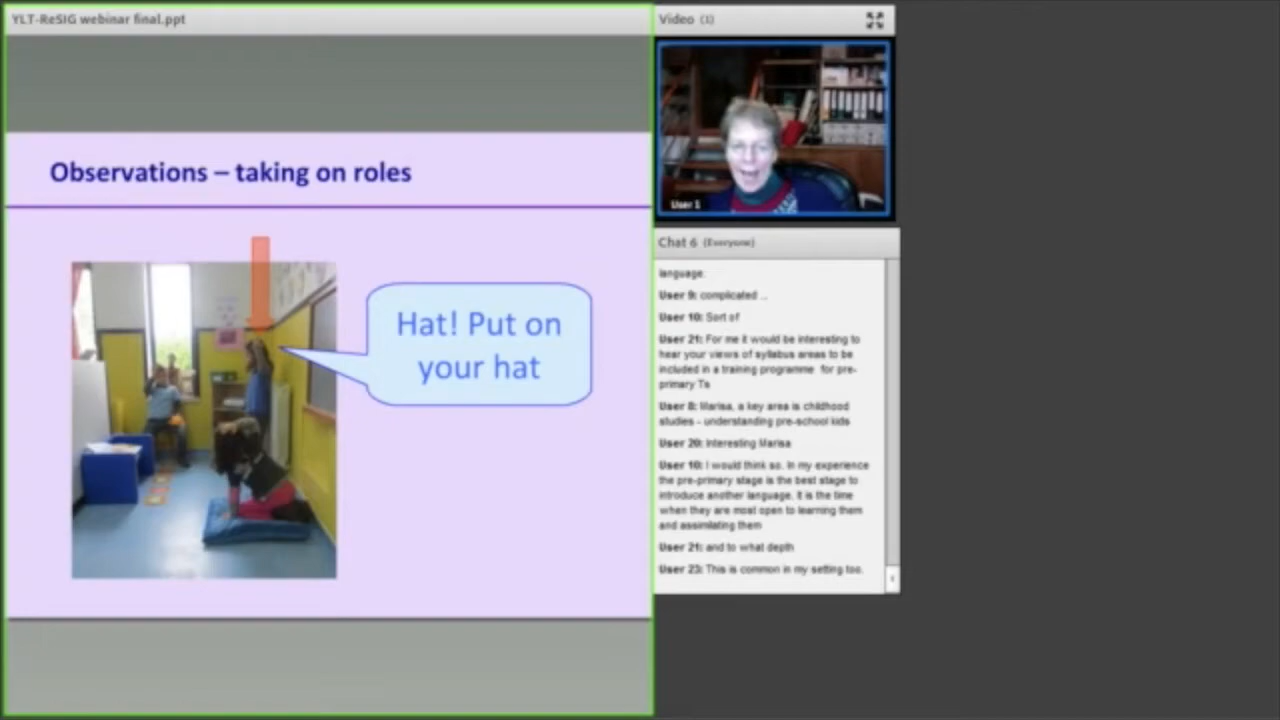 YLT-ReSIG webinar final.ppt
Observations – taking on roles
Hat! Put on
your hat
Video (1)
User 1
Chat 6 (Everyone)
language.
User 9: complicated ..
User 10: Sort of
User 21: For me it would be interesting to
hear your views of syllabus areas to be
included in a training programme for pre-
primary Ts
User 8: Marisa, a key area is childhood
studies - understanding pre-school kids
User 20: Interesting Marisa
User 10: I would think so. In my experience
the pre-primary stage is the best stage to
introduce another language. It is the time
when they are most open to learning them
and assimilating them
User 21: and to what depth
User 23: This is common in my setting too.